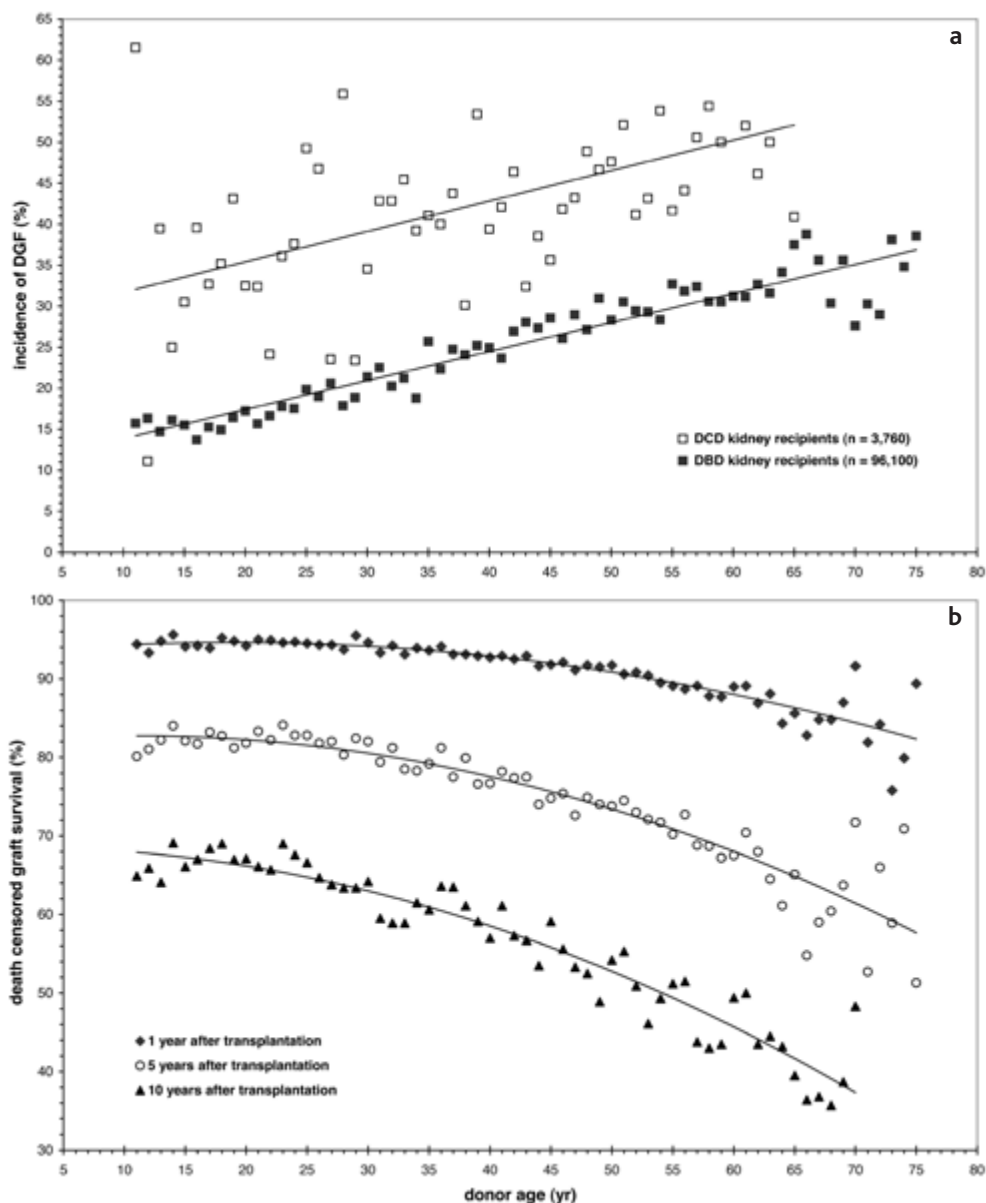 a
65
60
55
50
45
40
35
30
25
20
15
10
5
0
incidence of DGF (%)
DCD kidney recipients (n = 3,760)
DBD kidney recipients (n = 96,100)
5 10 15 20 25 30 35 40 45 50 55 60 65 70 75 80
b
100
90
80
70
60
50
40
30
death censored graft survival (%)
1 year after transplantation
5 years after transplantation
10 years after transplantation
5 10 15 20 25 30 35 40 45 50 55 60 65 70 75 80
donor age (yr)